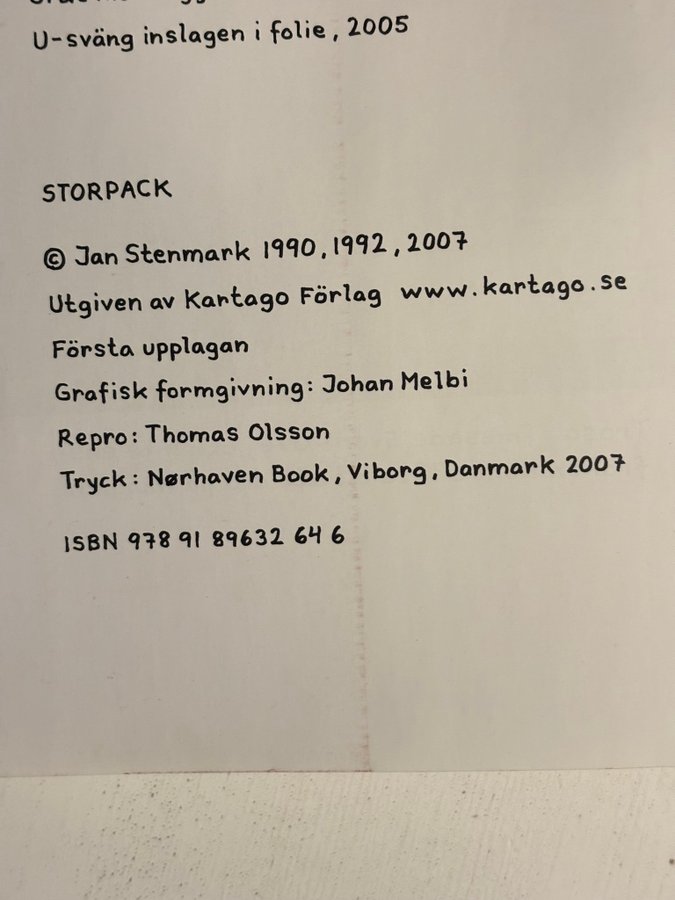 U-sväng inslagen i folie, 2005
STORPACK
© Jan Stenmark 1990, 1992, 2007
Utgiven av Kartago Förlag www.kartago.se
Första upplagan
Grafisk formgivning: Johan Melbi
Repro: Thomas Olsson
Tryck: Nørhaven Book, Viborg, Danmark 2007
ISBN 978 91 89632 64 6